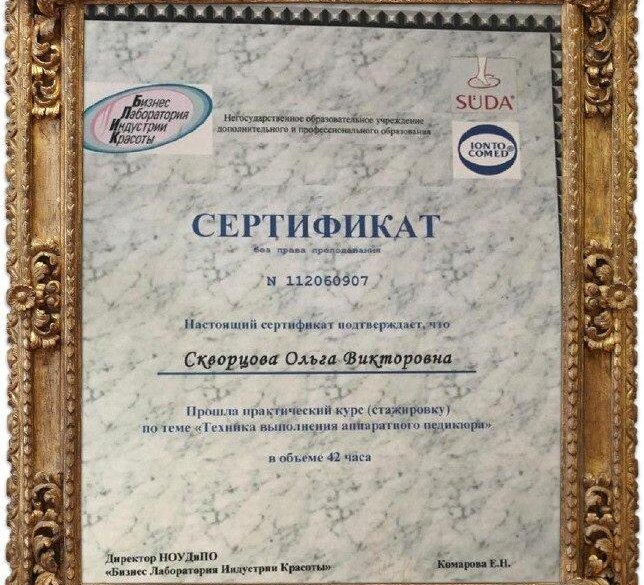 Бизнес
Лаборатория
Индустрии
Красоты
Негосударственное образовательное учреждение
дополнительного и профессионального образования
SÜDA®
IONTO®
COMED
СЕРТИФИКАТ
без права преподавания
N 112060907
Настоящий сертификат подтверждает, что
Скворцова Ольга Викторовна
Прошла практический курс (стажировку)
по теме «Техника выполнения аппаратного педикюра»
в объеме 42 часа
Директор НОУДиПО
«Бизнес Лаборатория Индустрии Красоты»
Комарова Е.Н.